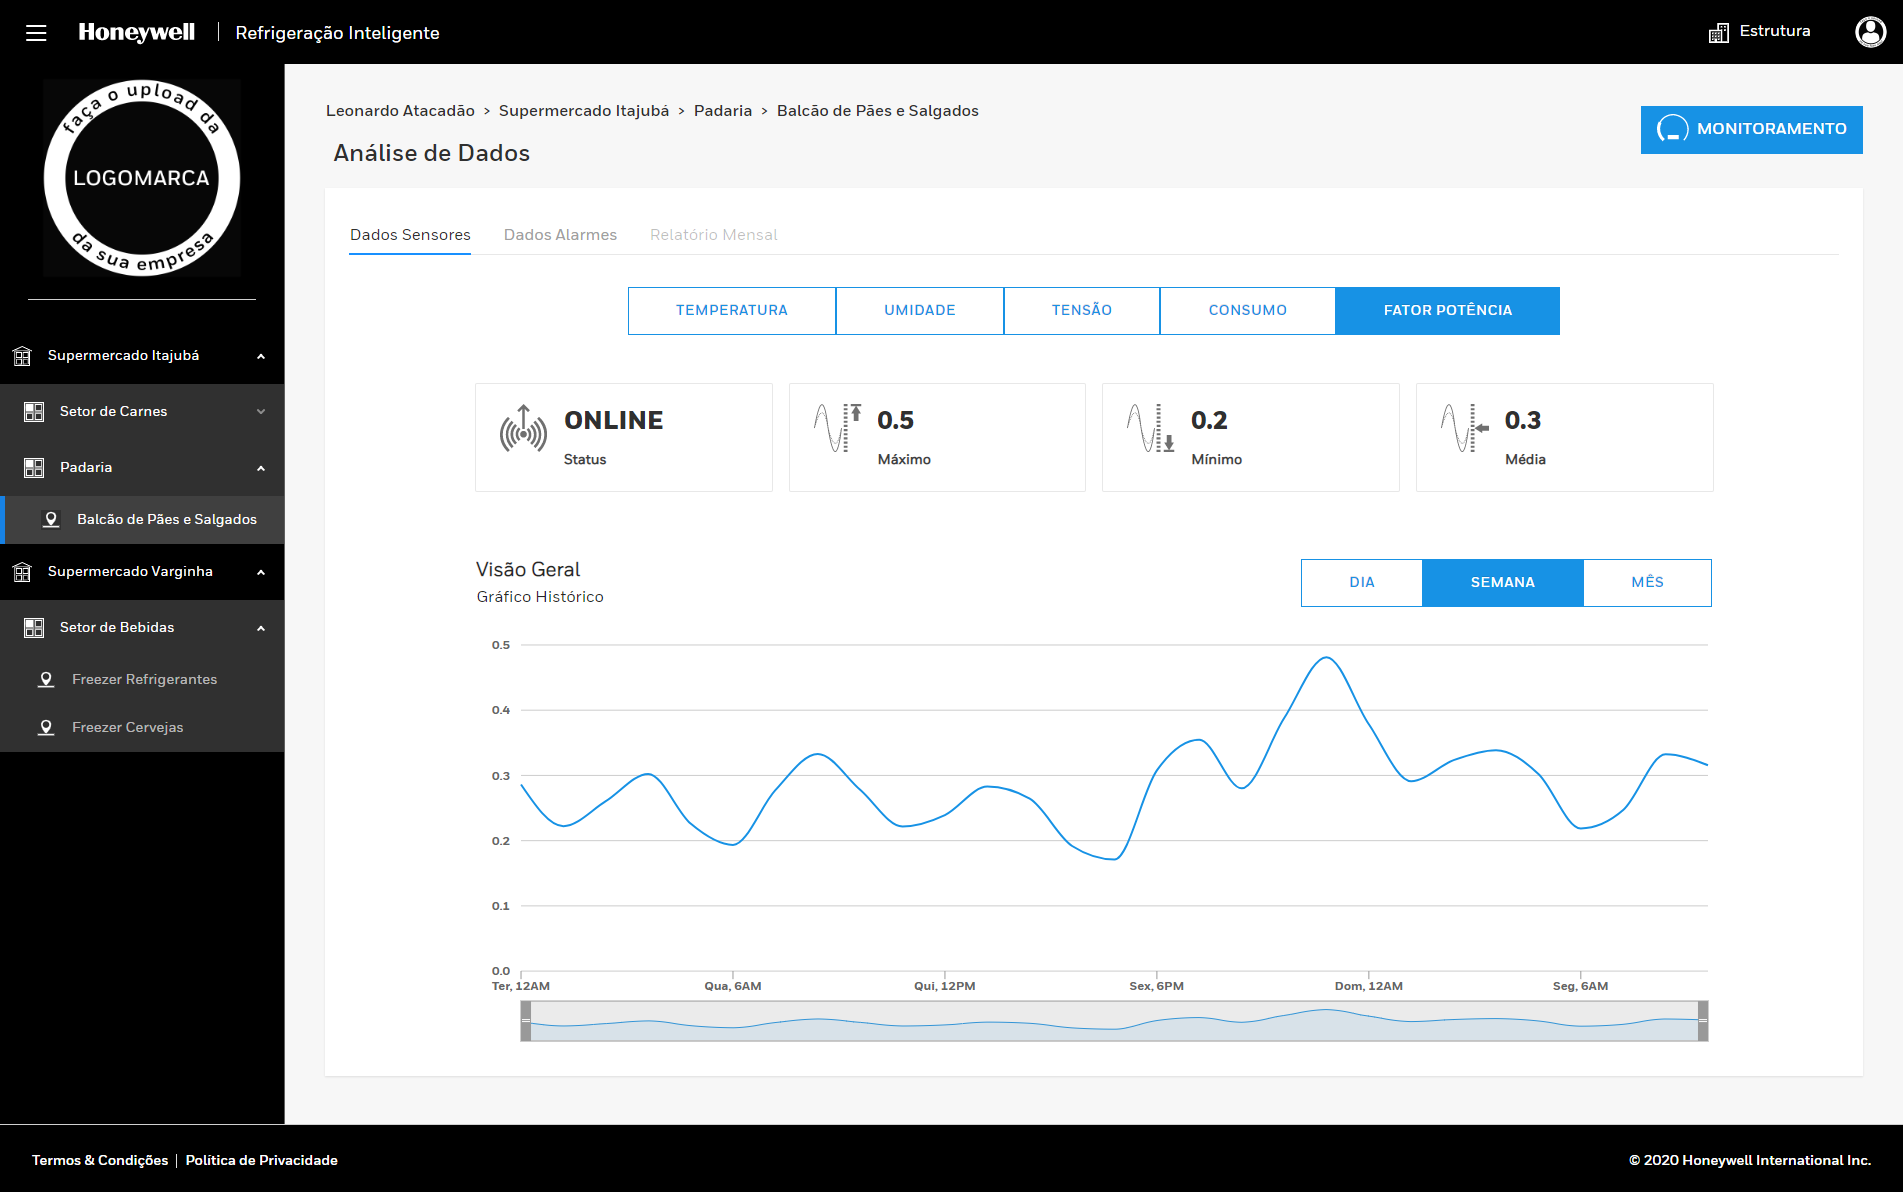 Honeywell | Refrigeração Inteligente
Estrutura
faça o upload da
LOGOMARCA
da sua empresa
Supermercado Itajubá
Setor de Carnes
Padaria
Balcão de Pães e Salgados
Supermercado Varginha
Setor de Bebidas
Freezer Refrigerantes
Freezer Cervejas
Leonardo Atacadão > Supermercado Itajubá > Padaria > Balcão de Pães e Salgados
Análise de Dados
MONITORAMENTO
Dados Sensores Dados Alarmes Relatório Mensal
TEMPERATURA UMIDADE TENSÃO CONSUMO FATOR POTÊNCIA
ONLINE
Status
0.5
Máximo
0.2
Mínimo
0.3
Média
Visão Geral
Gráfico Histórico
DIA SEMANA MÊS
0.5
0.4
0.3
0.2
0.1
0.0
Ter, 12AM Qua, 6AM Qui, 12PM Sex, 6PM Dom, 12AM Seg, 6AM
Termos & Condições | Política de Privacidade
© 2020 Honeywell International Inc.